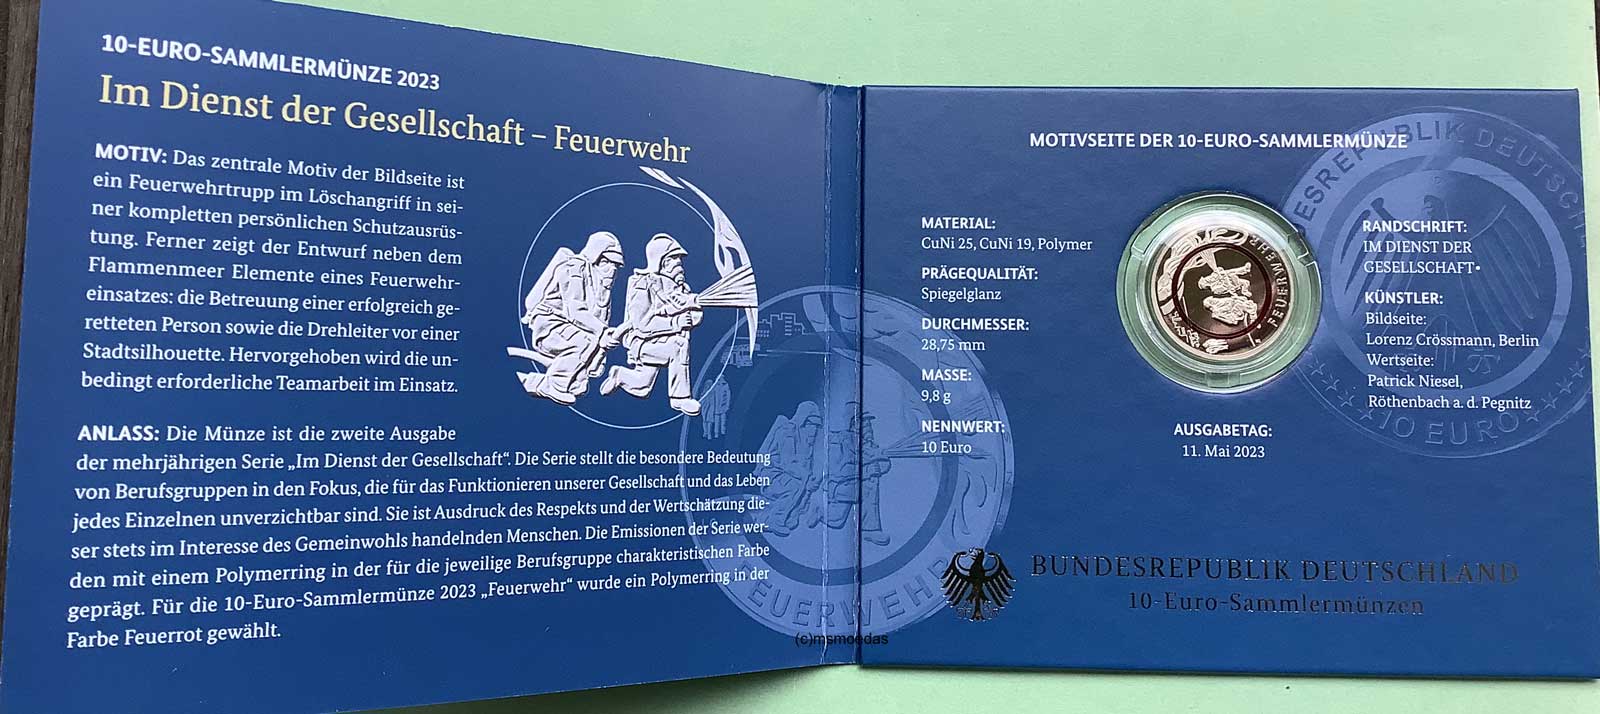 10-EURO-SAMMLERMÜNZE 2023
Im Dienst der Gesellschaft – Feuerwehr
MOTIV: Das zentrale Motiv der Bildseite ist
ein Feuerwehrtrupp im Löschangriff in sei-
ner kompletten persönlichen Schutzausrüs-
tung. Ferner zeigt der Entwurf neben dem
Flammenmeer Elemente eines Feuerwehr-
einsatzes: die Betreuung einer erfolgreich ge-
retteten Person sowie die Drehleiter vor einer
Stadtsilhouette. Hervorgehoben wird die un-
bedingt erforderliche Teamarbeit im Einsatz.
ANLASS: Die Münze ist die zweite Ausgabe
der mehrjährigen Serie „Im Dienst der Gesellschaft“. Die Serie stellt die besondere Bedeutung
von Berufsgruppen in den Fokus, die für das Funktionieren unserer Gesellschaft und das Leben
jedes Einzelnen unverzichtbar sind. Sie ist Ausdruck des Respekts und der Wertschätzung die-
ser stets im Interesse des Gemeinwohls handelnden Menschen. Die Emissionen der Serie wer-
den mit einem Polymerring in der für die jeweilige Berufsgruppe charakteristischen Farbe
geprägt. Für die 10-Euro-Sammlermünze 2023 „Feuerwehr“ wurde ein Polymerring in der
Farbe Feuerrot gewählt.
FEUERWEHR
(c)msmoedas
MOTIVSEITE DER 10-EURO-SAMMLERMÜNZE
MATERIAL:
CuNi 25, CuNi 19, Polymer
PRÄGEQUALITÄT:
Spiegelglanz
DURCHMESSER:
28,75 mm
MASSE:
9,8 g
NENNWERT:
10 Euro
FEUERWEHR
AUSGABETAG:
11. Mai 2023
RANDSCHRIFT:
IM DIENST DER
GESELLSCHAFT•
KÜNSTLER:
Bildseite:
Lorenz Crössmann, Berlin
Wertseite:
Patrick Niesel,
Röthenbach a. d. Pegnitz
BUNDESREPUBLIK DEUTSCHLAND
10-Euro-Sammlermünzen
10 EURO